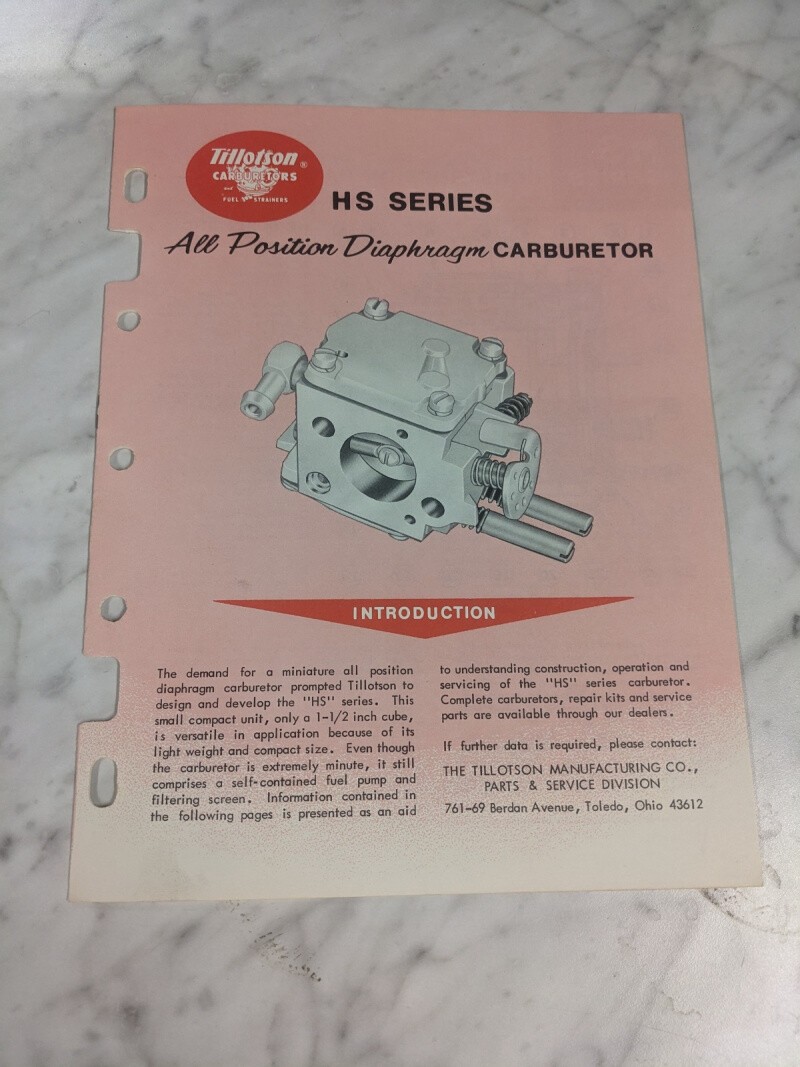 Tillotson ®
CARBURETORS
and
FUEL STRAINERS
HS SERIES
All Position Diaphragm CARBURETOR
INTRODUCTION
The demand for a miniature all position
diaphragm carburetor prompted Tillotson to
design and develop the "HS" series. This
small compact unit, only a 1-1/2 inch cube,
is versatile in application because of its
light weight and compact size. Even though
the carburetor is extremely minute, it still
comprises a self-contained fuel pump and
filtering screen. Information contained in
the following pages is presented as an aid
to understanding construction, operation and
servicing of the "HS" series carburetor.
Complete carburetors, repair kits and service
parts are available through our dealers.
If further data is required, please contact:
THE TILLOTSON MANUFACTURING CO.,
PARTS & SERVICE DIVISION
761-69 Berdan Avenue, Toledo, Ohio 43612